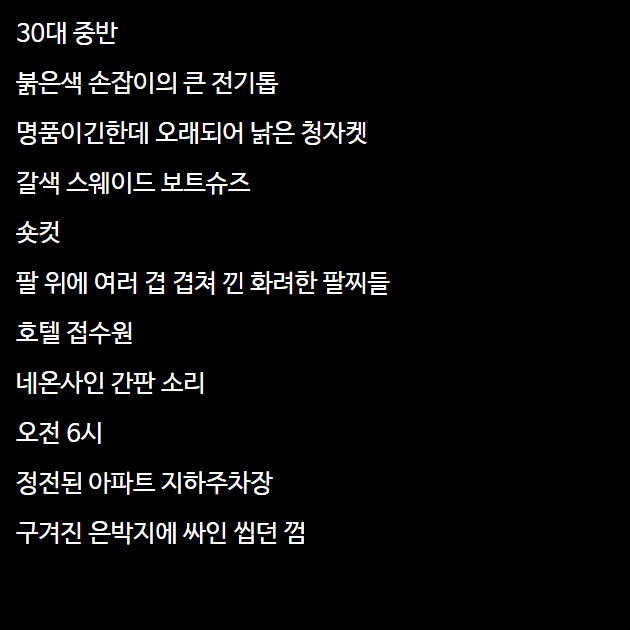 30대 중반
붉은색 손잡이의 큰 전기톱
명품이긴한데 오래되어 낡은 청자켓
갈색 스웨이드 보트슈즈
숏컷
팔 위에 여러 겹 겹쳐 낀 화려한 팔찌들
호텔 접수원
네온사인 간판 소리
오전 6시
정전된 아파트 지하주차장
구겨진 은박지에 싸인 씹던 껌